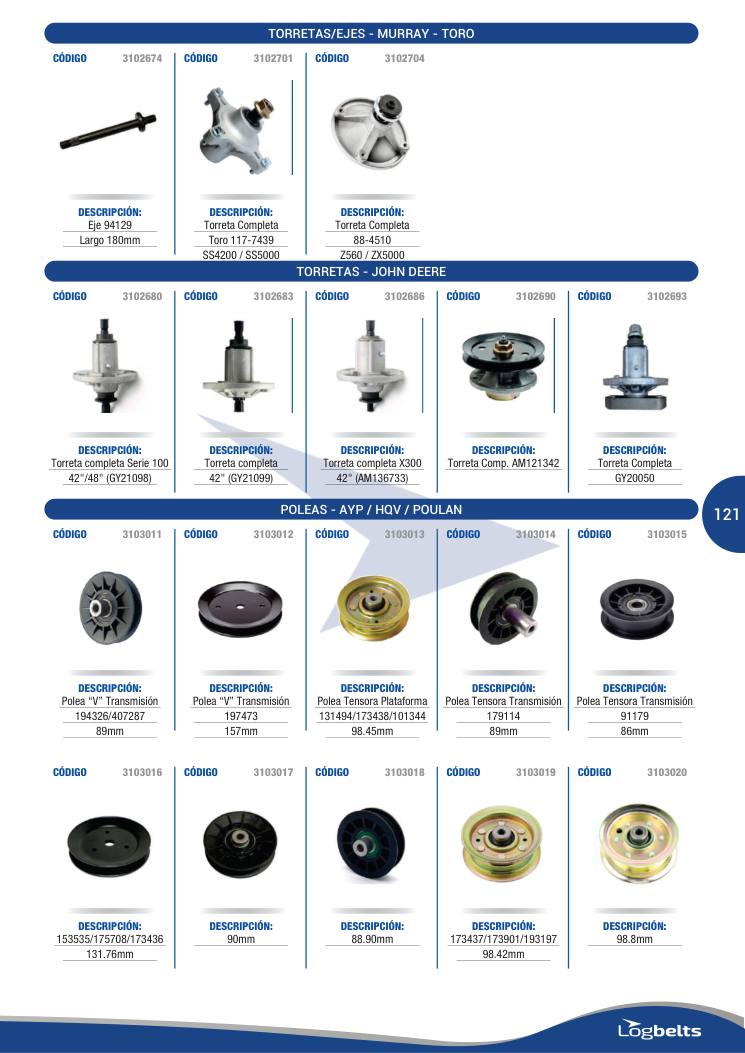 TORRETAS/EJES - MURRAY - TORO
CÓDIGO 3102674
DESCRIPCIÓN:
Eje 94129
Largo 180mm
CÓDIGO 3102701
DESCRIPCIÓN:
Torreta Completa
Toro 117-7439
SS4200 / SS5000
CÓDIGO 3102704
DESCRIPCIÓN:
Torreta Completa
88-4510
Z560 / ZX5000
TORRETAS - JOHN DEERE
CÓDIGO 3102680
DESCRIPCIÓN:
Torreta completa Serie 100
42"/48" (GY21098)
CÓDIGO 3102683
DESCRIPCIÓN:
Torreta completa
42" (GY21099)
CÓDIGO 3102686
DESCRIPCIÓN:
Torreta completa X300
42" (AM136733)
CÓDIGO 3102690
DESCRIPCIÓN:
Torreta Comp. AM121342
CÓDIGO 3102693
DESCRIPCIÓN:
Torreta Completa
GY20050
POLEAS - AYP / HQV / POULAN
121
CÓDIGO 3103011
DESCRIPCIÓN:
Polea “V” Transmisión
194326/407287
89mm
CÓDIGO 3103012
DESCRIPCIÓN:
Polea “V” Transmisión
197473
157mm
CÓDIGO 3103013
DESCRIPCIÓN:
Polea Tensora Plataforma
131494/173438/101344
98.45mm
CÓDIGO 3103014
DESCRIPCIÓN:
Polea Tensora Transmisión
179114
89mm
CÓDIGO 3103015
DESCRIPCIÓN:
Polea Tensora Transmisión
91179
86mm
CÓDIGO 3103016
DESCRIPCIÓN:
153535/175708/173436
131.76mm
CÓDIGO 3103017
DESCRIPCIÓN:
90mm
CÓDIGO 3103018
DESCRIPCIÓN:
88.90mm
CÓDIGO 3103019
DESCRIPCIÓN:
173437/173901/193197
98.42mm
CÓDIGO 3103020
DESCRIPCIÓN:
98.8mm
Logbelts